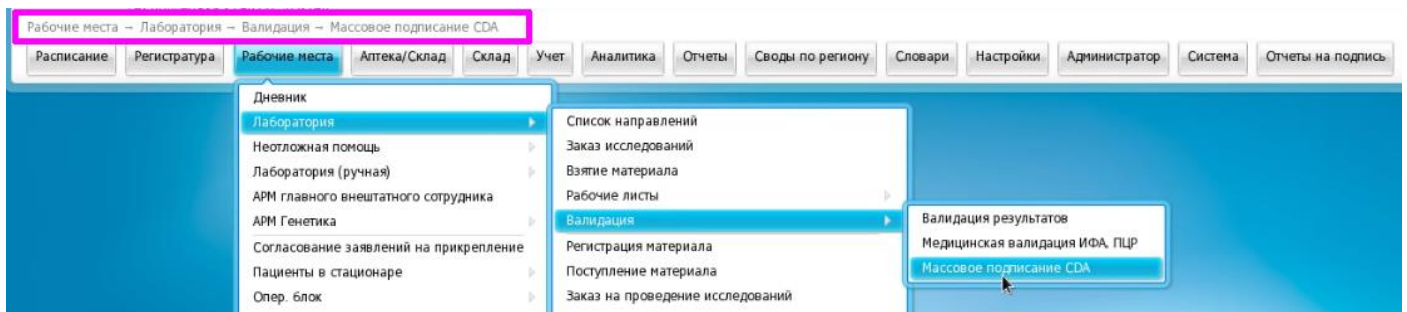 Рабочие места → Лаборатория → Валидация → Массовое подписание CDA
Расписание Регистратура Рабочие места Аптека/Склад Склад Учет Аналитика Отчеты Своды по региону Словари Настройки Администратор Система Отчеты на подпись
Дневник
Лаборатория
Неотложная помощь
Лаборатория (ручная)
АРМ главного внештатного сотрудника
АРМ Генетика
Согласование заявлений на прикрепление
Пациенты в стационаре
Опер. блок
Список направлений
Заказ исследований
Взятие материала
Рабочие листы
Валидация
Регистрация материала
Поступление материала
Заказ на проведение исследований
Валидация результатов
Медицинская валидация ИФА, ПЦР
Массовое подписание CDA